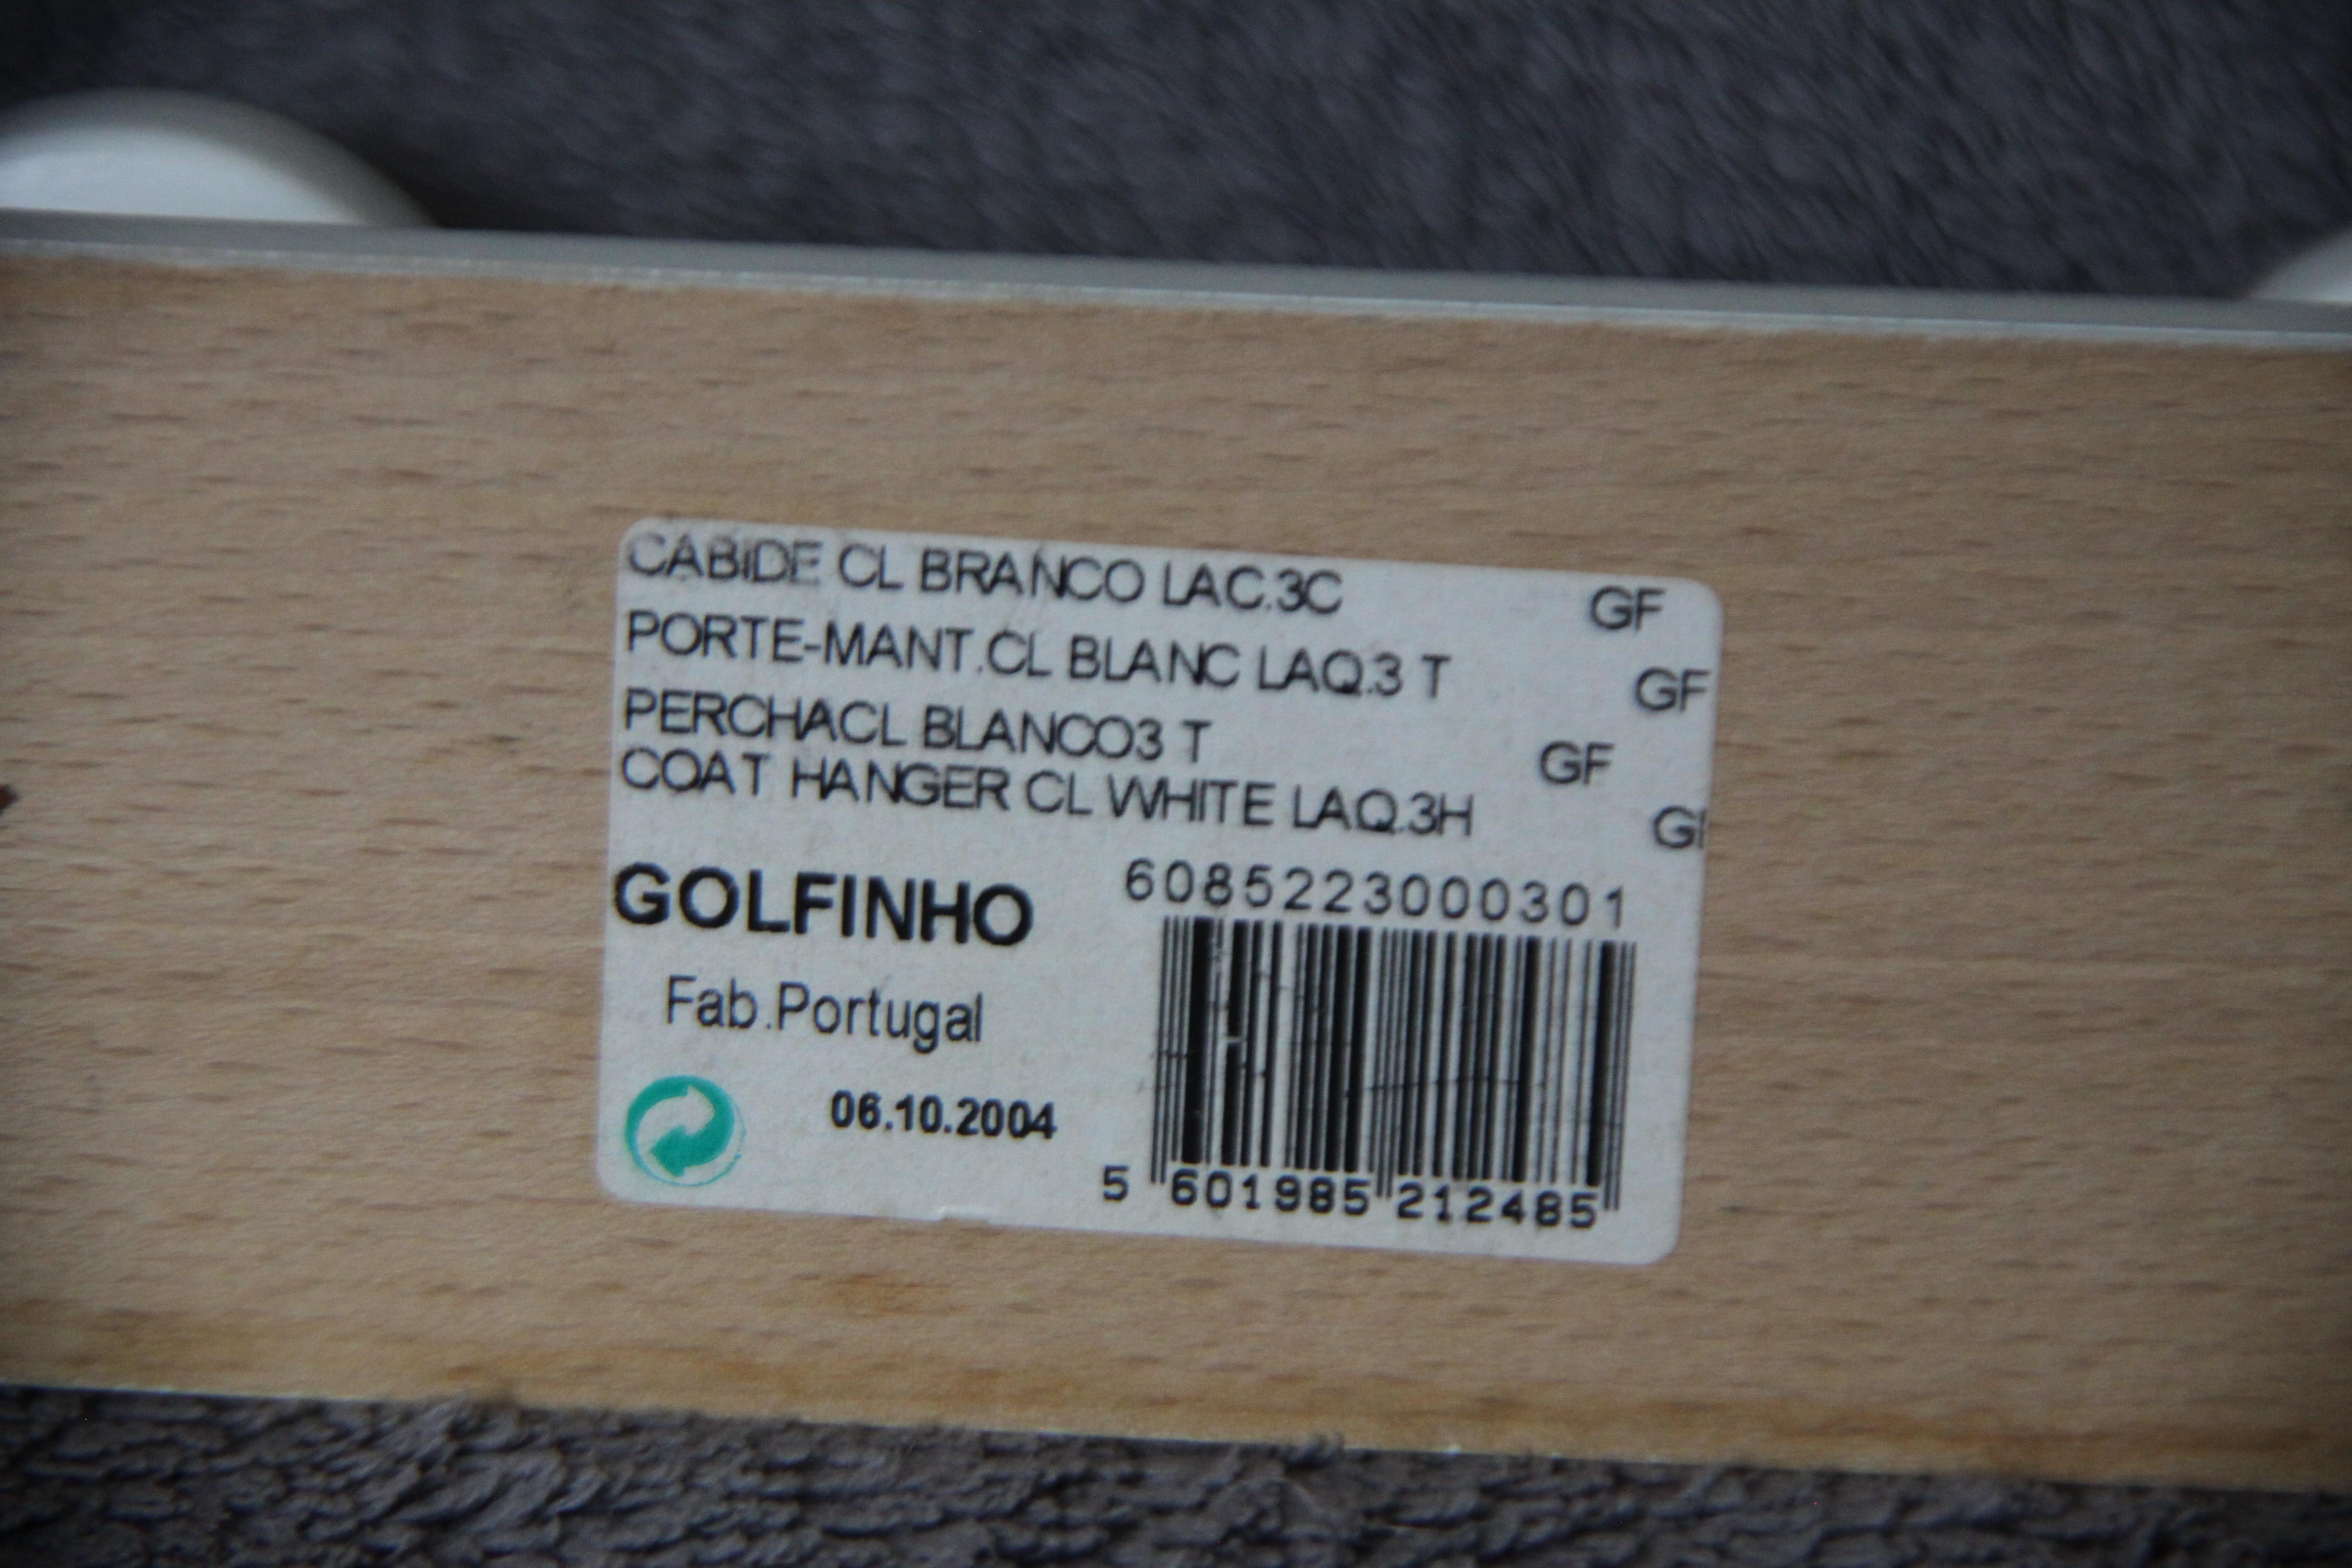 CABIDE CL BRANCO LAC.3C GF
PORTE-MANT.CL BLANC LAQ.3 T GF
PERCHACL BLANCO3 T GF
COAT HANGER CL WHITE LAQ.3H GF
GOLFINHO
6085223000301
Fab.Portugal
06.10.2004
5 601985 212485